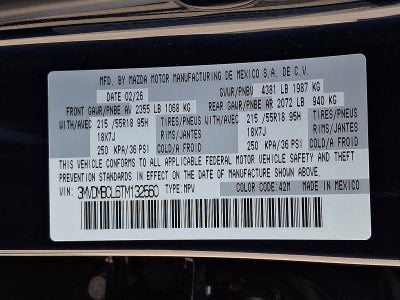 MFD. BY MAZDA MOTOR MANUFACTURING DE MEXICO S.A. DE C.V.
DATE 02/26 GVWR/PNBV 4381 LB 1987 KG
FRONT GAWR/PNBE AV 2355 LB 1068 KG REAR GAWR/PNBE AR 2072 LB 940 KG
WITH/AVEC 215 /55R18 95H TIRES/PNEUS WITH/AVEC 215 /55R18 95H TIRES/PNEUS
18X7J RIMS/JANTES 18X7J RIMS/JANTES
250 KPA/36 PSI COLD/A FROID 250 KPA/36 PSI COLD/A FROID
THIS VEHICLE CONFORMS TO ALL APPLICABLE FEDERAL MOTOR VEHICLE SAFETY AND THEFT
PREVENTION STANDARDS IN EFFECT ON THE DATE OF MANUFACTURE SHOWN ABOVE.
3MVDMBCL6TM132560 TYPE: MPV COLOR CODE: 42M MADE IN MEXICO